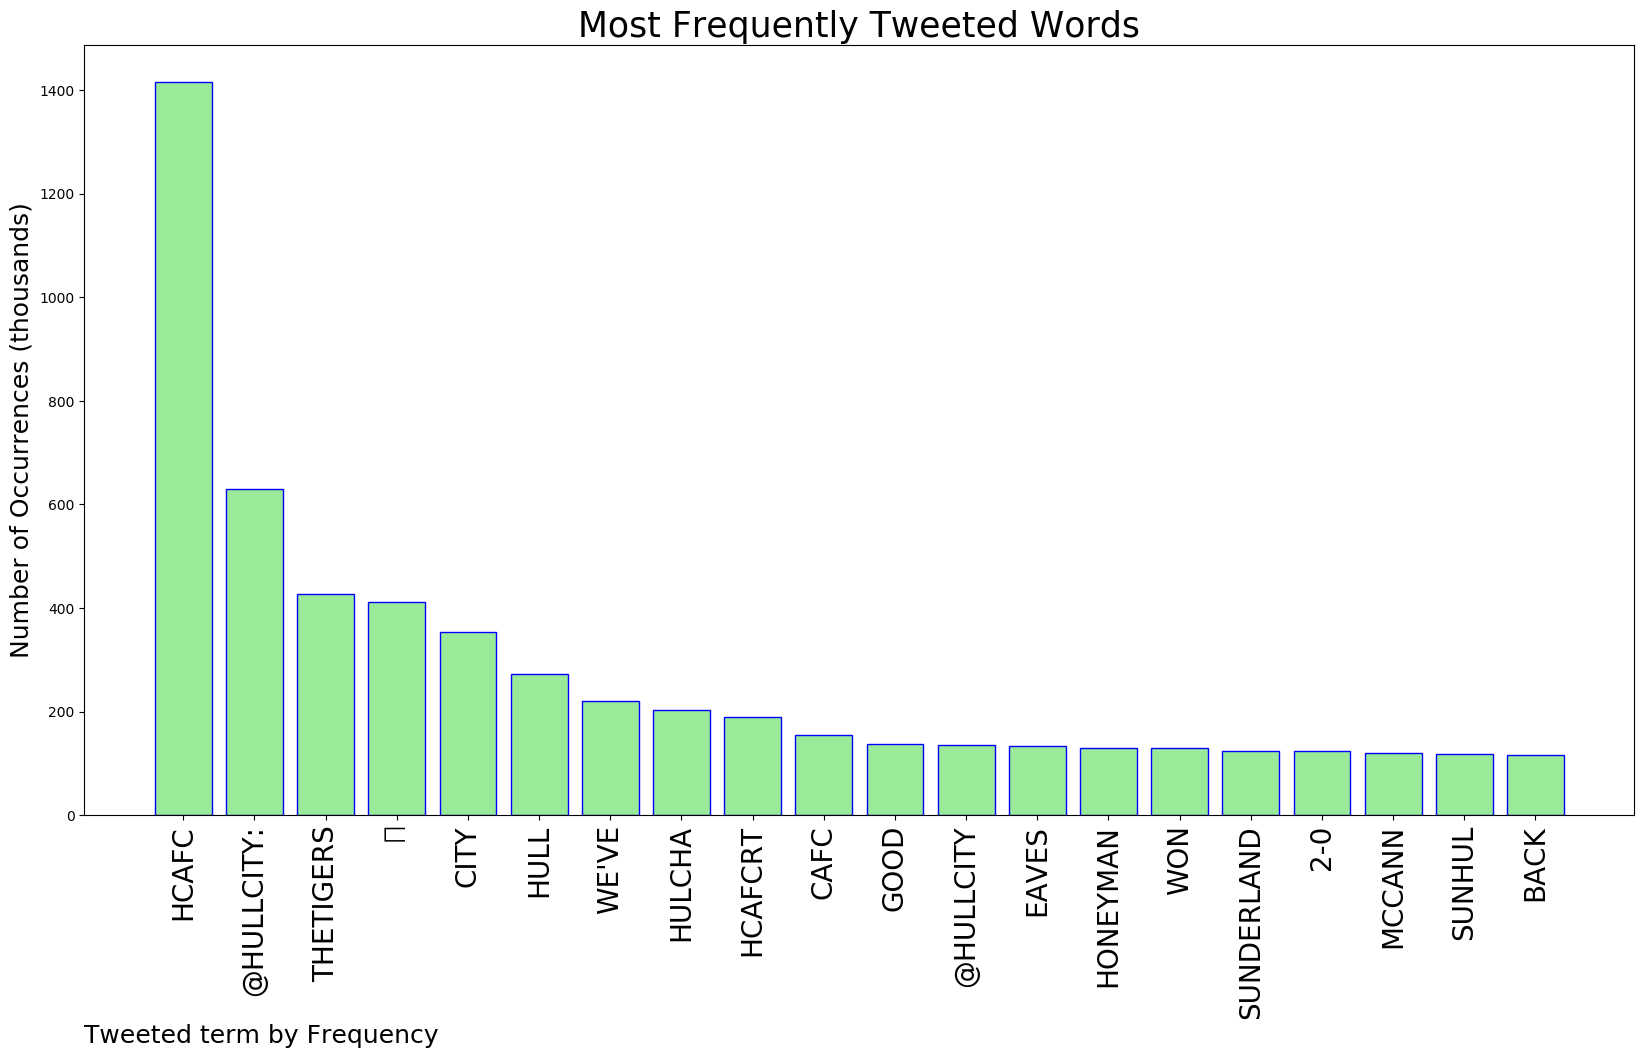 Most Frequently Tweeted Words
Number of Occurrences (thousands)
1400
1200
1000
800
600
400
200
0
HCAFC
@HULLCITY:
THETIGERS
CITY
HULL
WE'VE
HULCHA
HCAFCRT
CAFC
GOOD
@HULLCITY
EAVES
HONEYMAN
WON
SUNDERLAND
2-0
MCCANN
SUNHUL
BACK
Tweeted term by Frequency